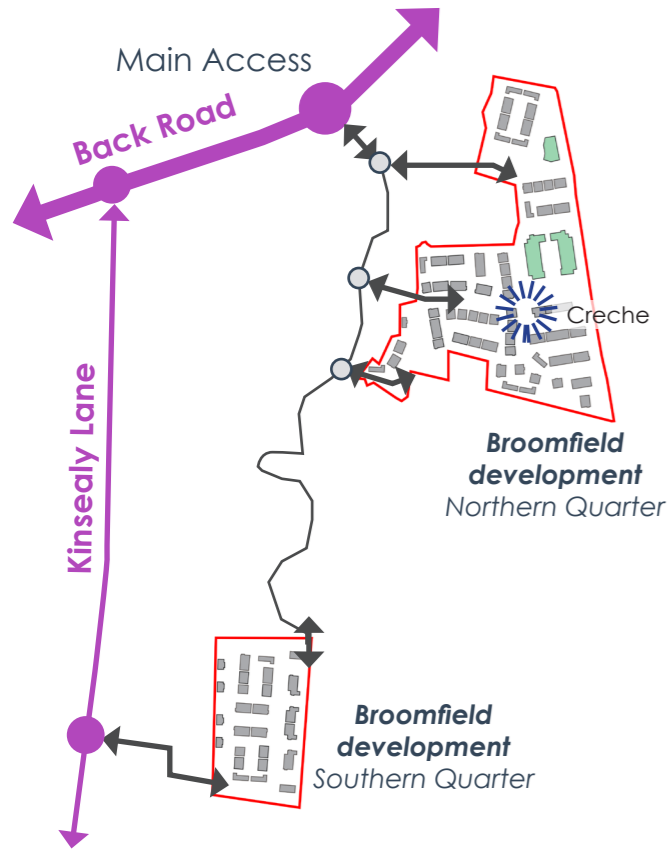 Main Access
Back Road
Creche
Kinsealy Lane
Broomfield
development
Northern Quarter
Broomfield
development
Southern Quarter